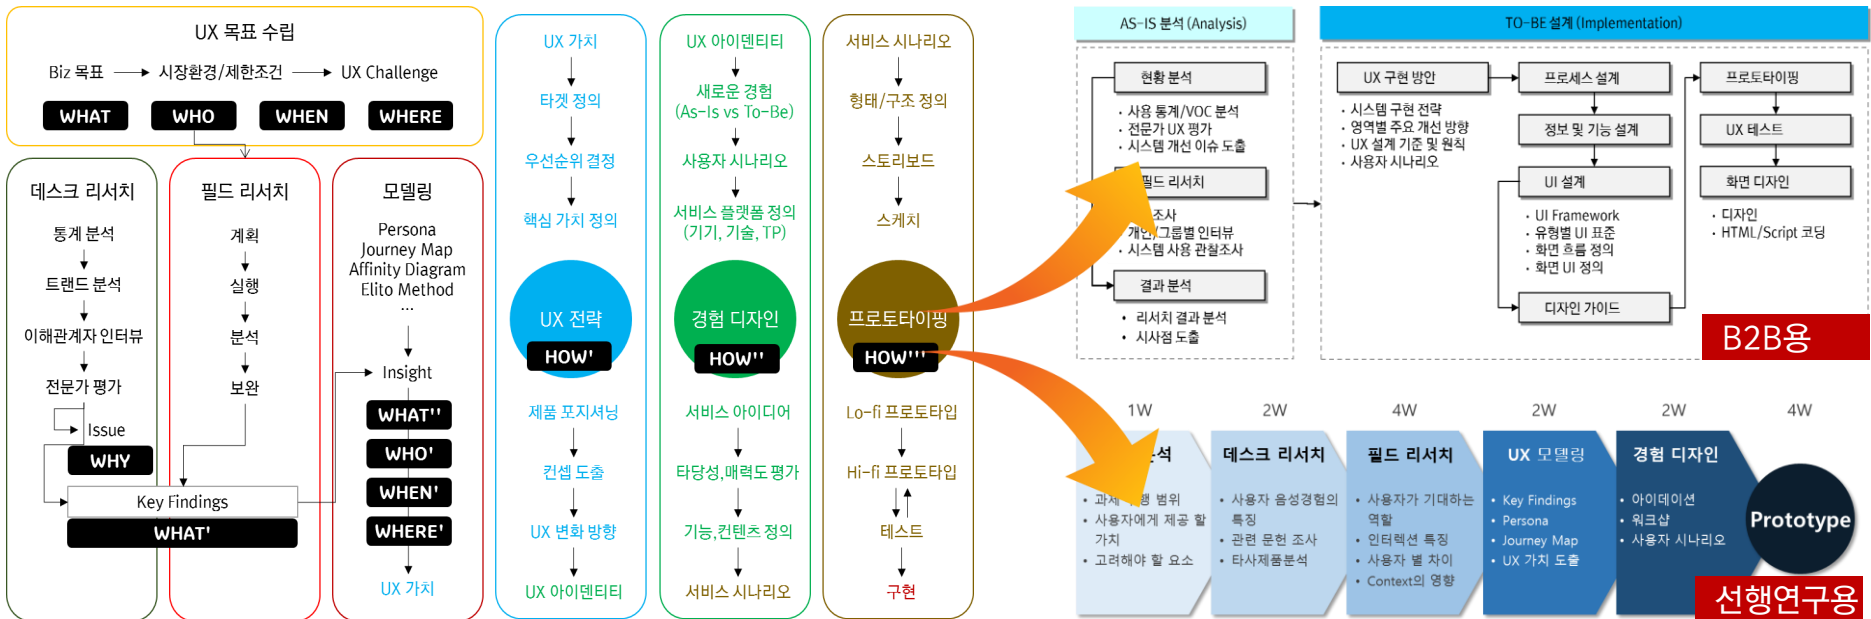 UX 목표 수립
Biz 목표
시장환경/제한조건
UX Challenge
WHAT
WHO
WHEN
WHERE
데스크 리서치
통계 분석
트랜드 분석
이해관계자 인터뷰
전문가 평가
Issue
WHY
Key Findings
WHAT'
필드 리서치
계획
실행
분석
보완
모델링
Persona
Journey Map
Affinity Diagram
Elito Method
...
Insight
WHAT''
WHO'
WHEN'
WHERE'
UX 가치
UX 가치
타겟 정의
우선순위 결정
핵심 가치 정의
UX 전략
HOW'
제품 포지셔닝
컨셉 도출
UX 변화 방향
UX 아이덴티티
UX 아이덴티티
새로운 경험
(As-Is vs To-Be)
사용자 시나리오
서비스 플랫폼 정의
(기기, 기술, TP)
경험 디자인
HOW''
서비스 아이디어
타당성,매력도 평가
기능,컨텐츠 정의
서비스 시나리오
서비스 시나리오
형태/구조 정의
스토리보드
스케치
프로토타이핑
HOW'''
Lo-fi 프로토타입
Hi-fi 프로토타입
테스트
구현
AS-IS 분석 (Analysis)
현황 분석
· 사용 통계/VOC 분석
· 전문가 UX 평가
· 시스템 개선 이슈 도출
필드 리서치
조사
개인/그룹별 인터뷰
· 시스템 사용 관찰조사
결과 분석
• 리서치 결과 분석
• 시사점 도출
TO-BE 설계 (Implementation)
UX 구현 방안
· 시스템 구현 전략
· 영역별 주요 개선 방향
· UX 설계 기준 및 원칙
· 사용자 시나리오
프로세스 설계
정보 및 기능 설계
UI 설계
· UI Framework
· 유형별 UI 표준
· 화면 흐름 정의
· 화면 UI 정의
디자인 가이드
프로토타이핑
UX 테스트
화면 디자인
· 디자인
· HTML/Script 코딩
B2B용
1W
2W
4W
2W
2W
4W
석
• 과제 행 범위
• 사용자에게 제공 할
가치
• 고려해야 할 요소
데스크 리서치
• 사용자 음성경험의
특징
• 관련 문헌 조사
• 타사제품분석
필드 리서치
• 사용자가 기대하는
역할
• 인터렉션 특징
• 사용자 별 차이
• Context의 영향
UX 모델링
• Key Findings
• Persona
• Journey Map
• UX 가치 도출
경험 디자인
• 아이데이션
• 워크샵
• 사용자 시나리오
Prototype
선행연구용